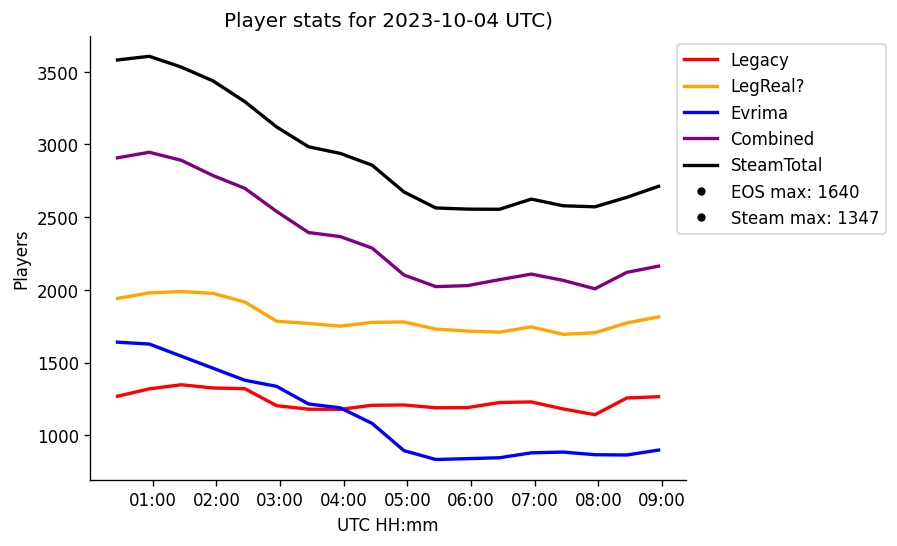 Player stats for 2023-10-04 UTC)
Players
3500
3000
2500
2000
1500
1000
01:00 02:00 03:00 04:00 05:00 06:00 07:00 08:00 09:00
UTC HH:mm
Legacy
LegReal?
Evrima
Combined
SteamTotal
EOS max: 1640
Steam max: 1347